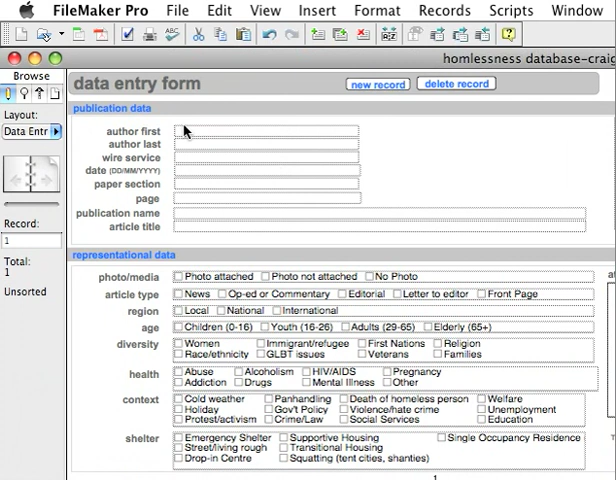 FileMaker Pro File Edit View Insert Format Records Scripts Window
homlessness database-craig
Browse
Layout:
Data Entr
Record:
1
Total:
1
Unsorted
data entry form new record delete record
publication data
author first
author last
wire service
date (DD/MM/YYYY)
paper section
page
publication name
article title
representational data
photo/media Photo attached Photo not attached No Photo
article type News Op-ed or Commentary Editorial Letter to editor Front Page
region Local National International
age Children (0-16) Youth (16-26) Adults (29-65) Elderly (65+)
diversity Women Immigrant/refugee First Nations Religion
Race/ethnicity GLBT issues Veterans Families
health Abuse Alcoholism HIV/AIDS Pregnancy
Addiction Drugs Mental Illness Other
context Cold weather Panhandling Death of homeless person Welfare
Holiday Gov't Policy Violence/hate crime Unemployment
Protest/activism Crime/Law Social Services Education
shelter Emergency Shelter Supportive Housing Single Occupancy Residence
Street/living rough Transitional Housing
Drop-in Centre Squatting (tent cities, shanties)
1